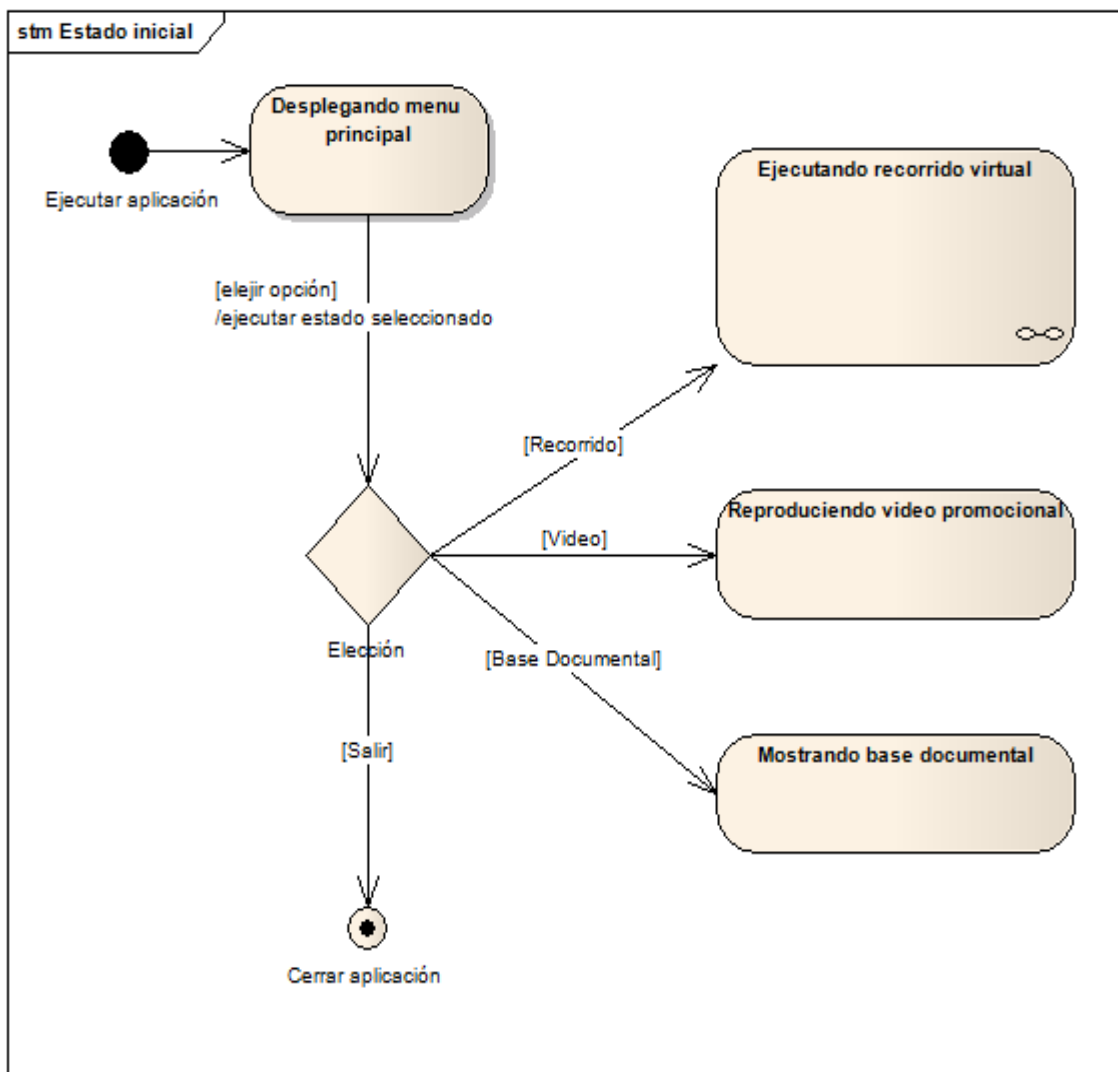 stm Estado inicial
Desplegando menu
principal
Ejecutar aplicación
Ejecutando recorrido virtual
[elejir opción]
/ejecutar estado seleccionado
[Recorrido]
Reproduciendo video promocional
[Video]
Elección
[Base Documental]
[Salir]
Mostrando base documental
Cerrar aplicación